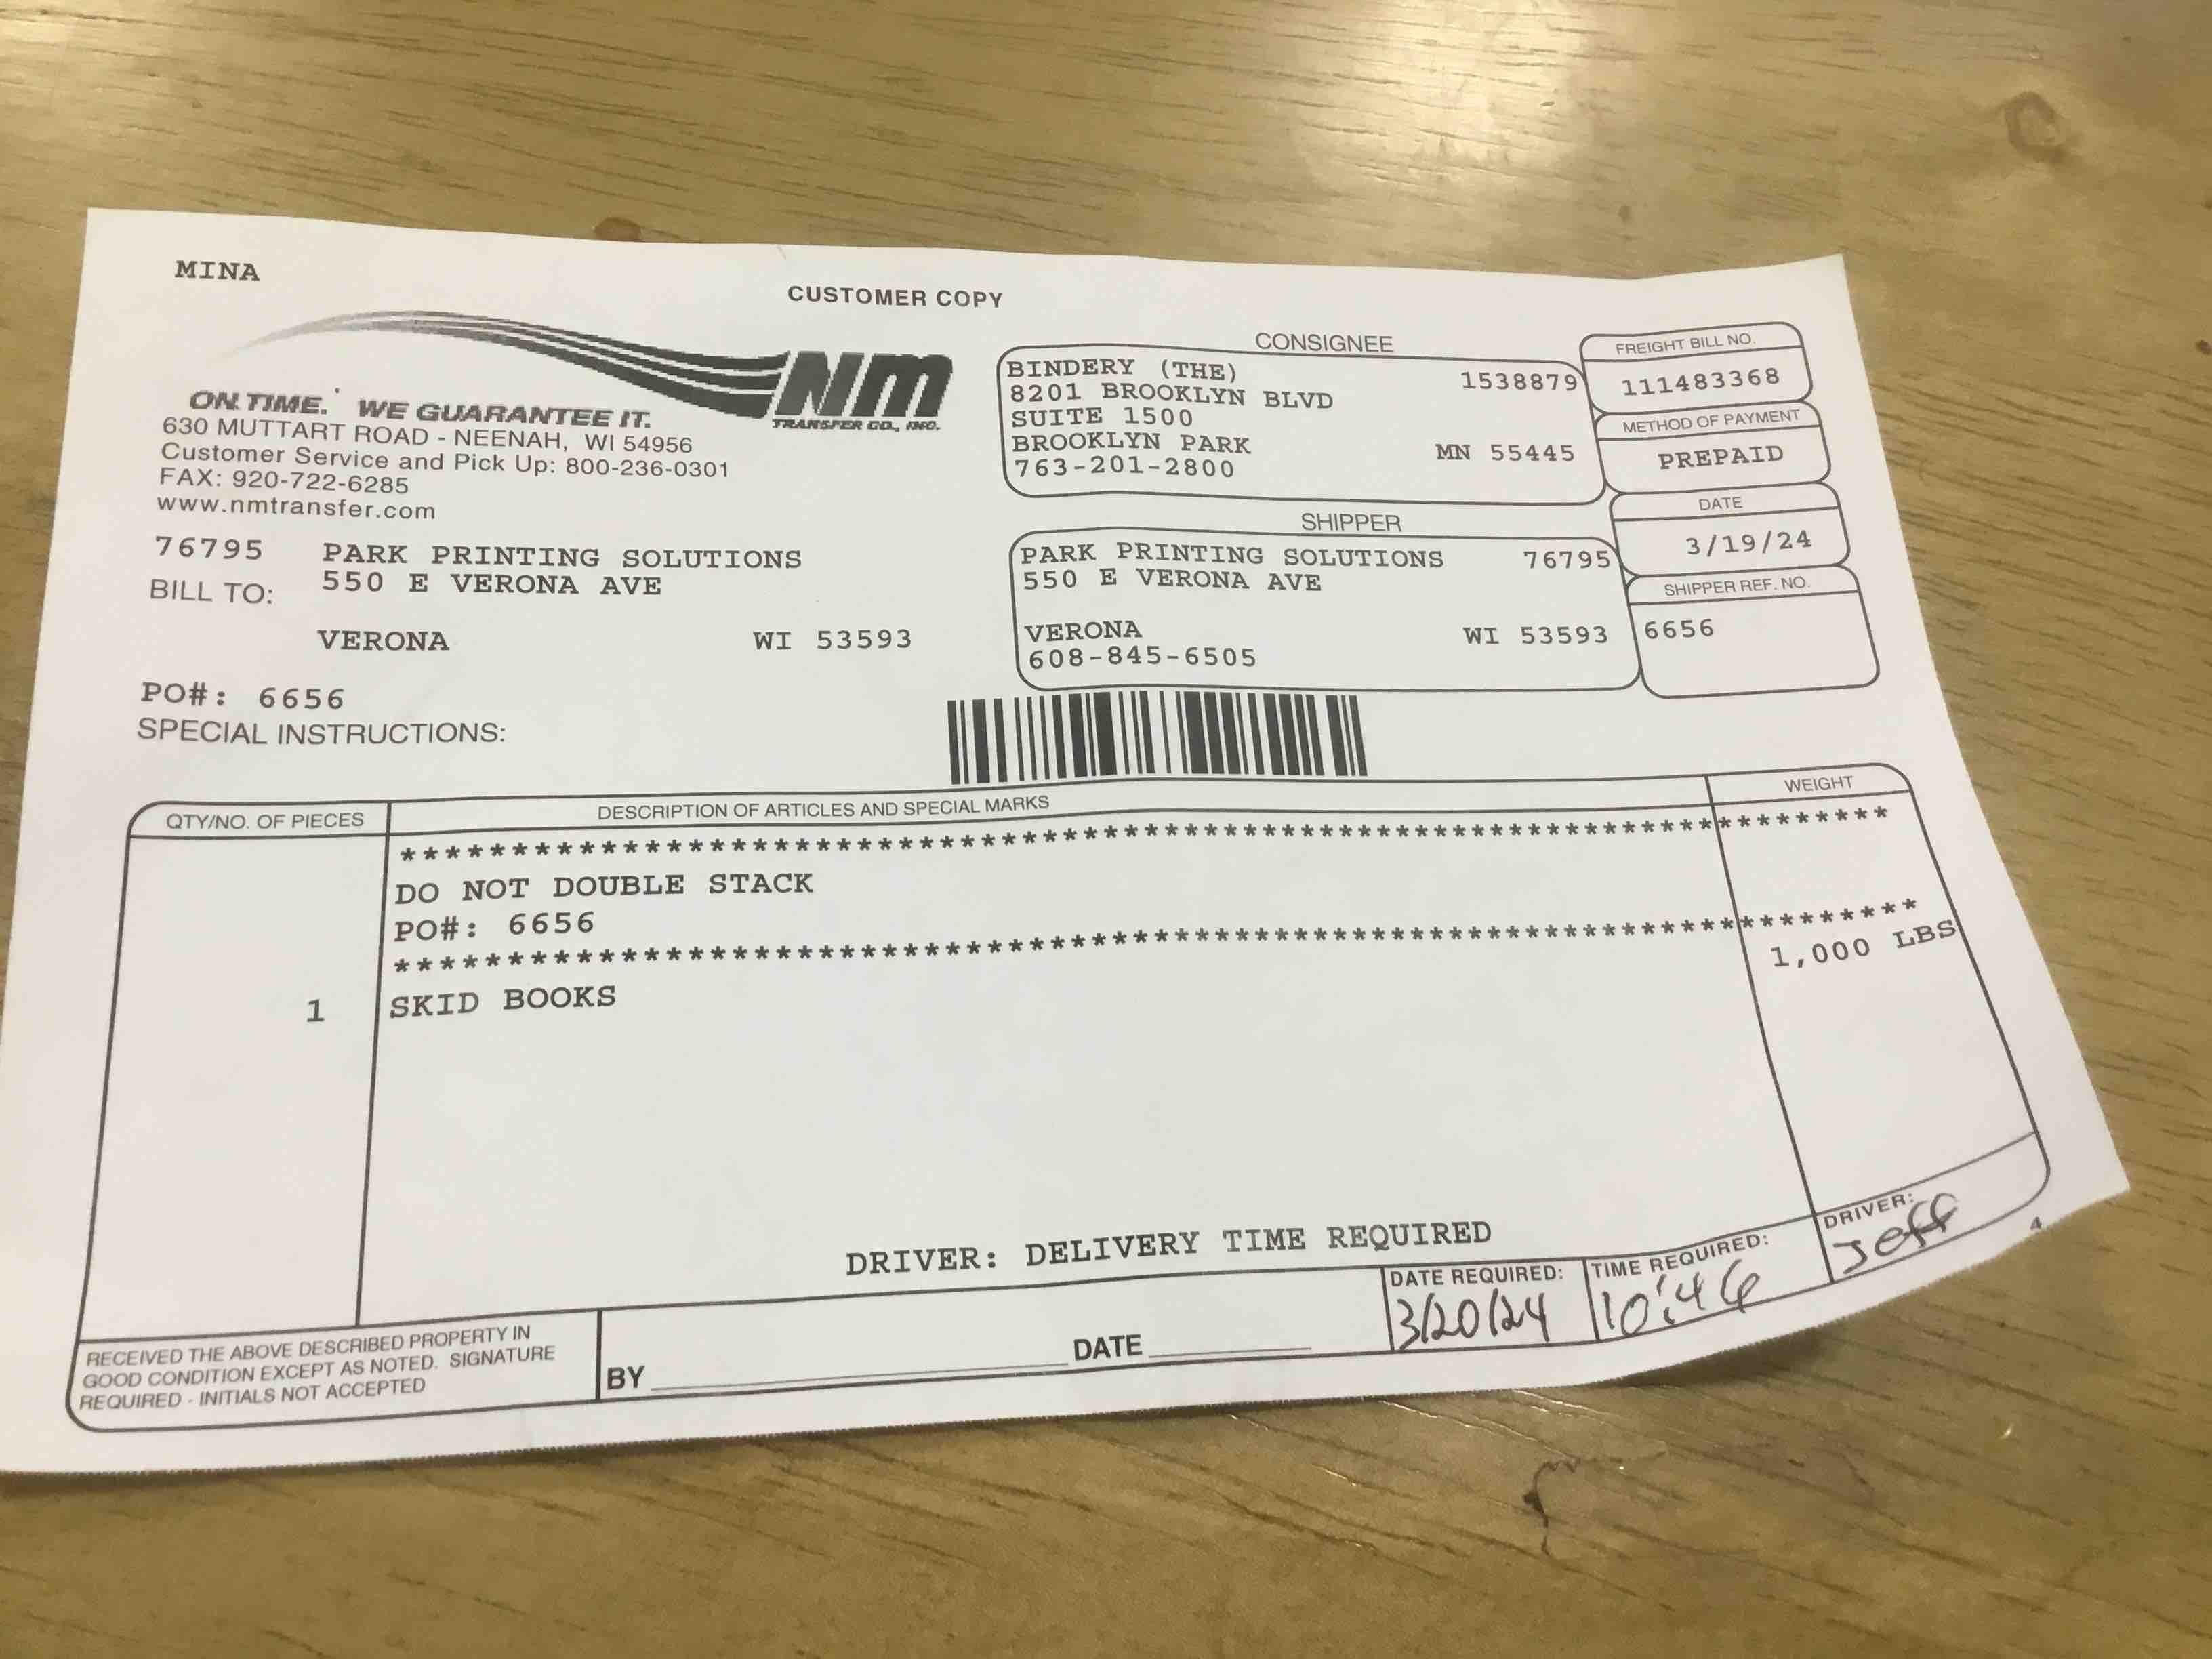 MINA
CUSTOMER COPY
NM
TRANSFER CO., INC.
ON TIME. WE GUARANTEE IT.
630 MUTTART ROAD - NEENAH, WI 54956
Customer Service and Pick Up: 800-236-0301
FAX: 920-722-6285
www.nmtransfer.com
CONSIGNEE
BINDERY (THE) 1538879
8201 BROOKLYN BLVD
SUITE 1500
BROOKLYN PARK MN 55445
763-201-2800
FREIGHT BILL NO.
111483368
METHOD OF PAYMENT
PREPAID
DATE
3/19/24
SHIPPER REF. NO.
6656
76795 PARK PRINTING SOLUTIONS
BILL TO: 550 E VERONA AVE
VERONA WI 53593
SHIPPER
PARK PRINTING SOLUTIONS 76795
550 E VERONA AVE
VERONA WI 53593
608-845-6505
PO#: 6656
SPECIAL INSTRUCTIONS:
QTY/NO. OF PIECES DESCRIPTION OF ARTICLES AND SPECIAL MARKS WEIGHT
**********************************************************************
DO NOT DOUBLE STACK
PO#: 6656
**********************************************************************
1 SKID BOOKS 1,000 LBS
DRIVER: DELIVERY TIME REQUIRED
RECEIVED THE ABOVE DESCRIBED PROPERTY IN
GOOD CONDITION EXCEPT AS NOTED. SIGNATURE
REQUIRED - INITIALS NOT ACCEPTED
BY DATE
DATE REQUIRED:
3/20/24
TIME REQUIRED:
10:46
DRIVER:
Jeff
4